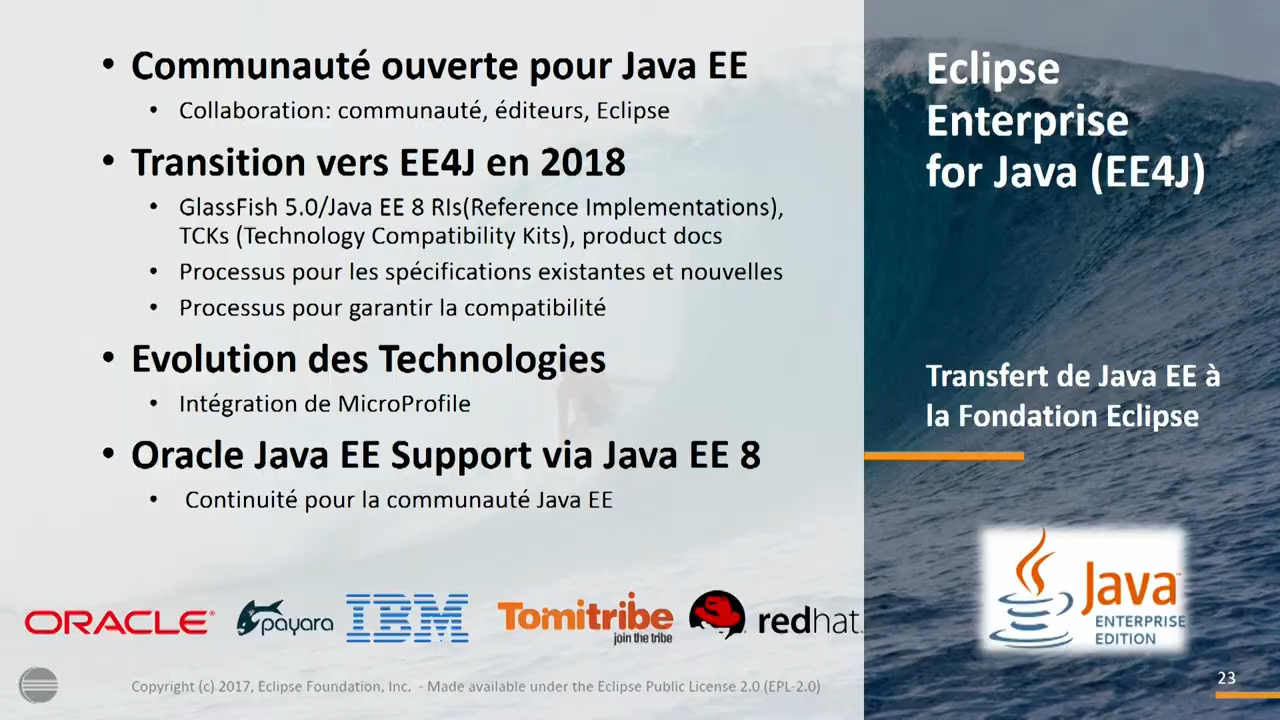 • Communauté ouverte pour Java EE
• Collaboration: communauté, éditeurs, Eclipse
• Transition vers EE4J en 2018
• GlassFish 5.0/Java EE 8 RIs(Reference Implementations),
TCKs (Technology Compatibility Kits), product docs
• Processus pour les spécifications existantes et nouvelles
• Processus pour garantir la compatibilité
• Evolution des Technologies
• Intégration de MicroProfile
• Oracle Java EE Support via Java EE 8
• Continuité pour la communauté Java EE
ORACLE® payara IBM Tomitribe redhat.
join the tribe
Copyright (c) 2017, Eclipse Foundation, Inc. - Made available under the Eclipse Public License 2.0 (EPL-2.0)
Eclipse
Enterprise
for Java (EE4J)
Transfert de Java EE à
la Fondation Eclipse
Java™
ENTERPRISE
EDITION
23